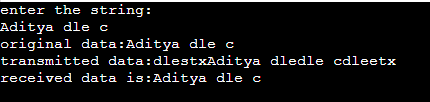 enter the string:
Aditya dle c
original data:Aditya dle c
transmitted data:dlestxAditya dledle cdleetx
received data is:Aditya dle c